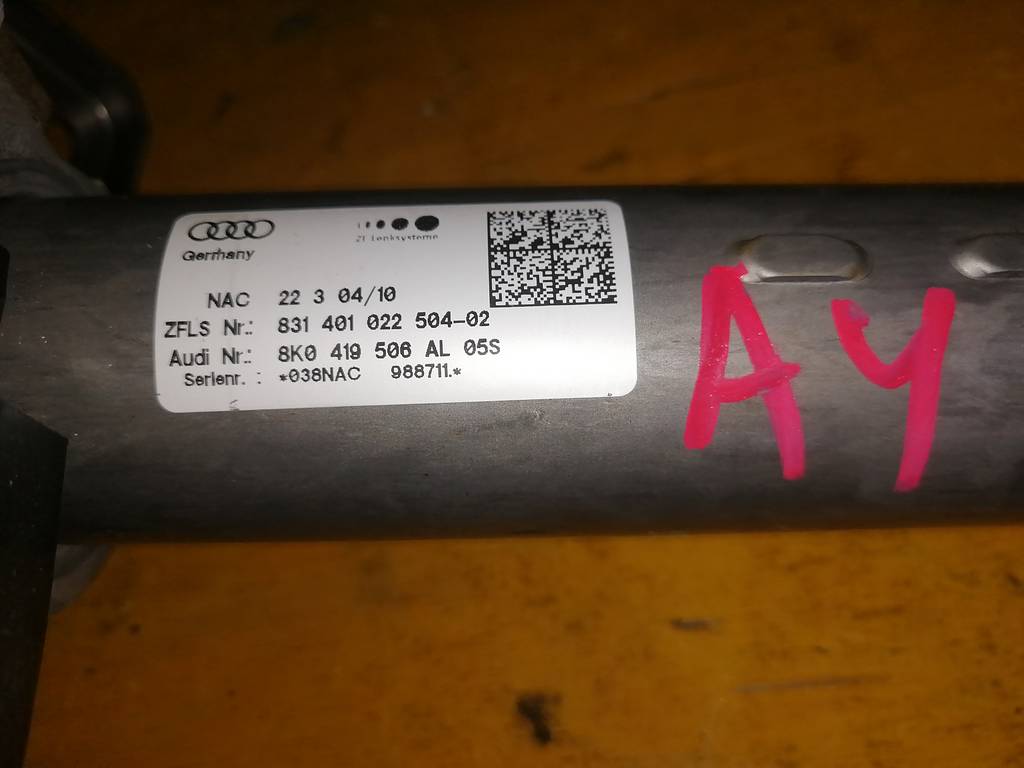 Germany
ZF Lenksysteme
NAC 22 3 04/10
ZFLS Nr.: 831 401 022 504-02
Audi Nr.: 8K0 419 506 AL 05S
Serienr. : *038NAC 988711.*
AY